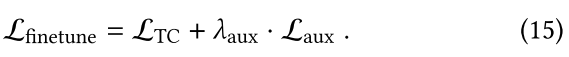 ℒ_finetune = ℒ_TC + λ_aux · ℒ_aux . (15)